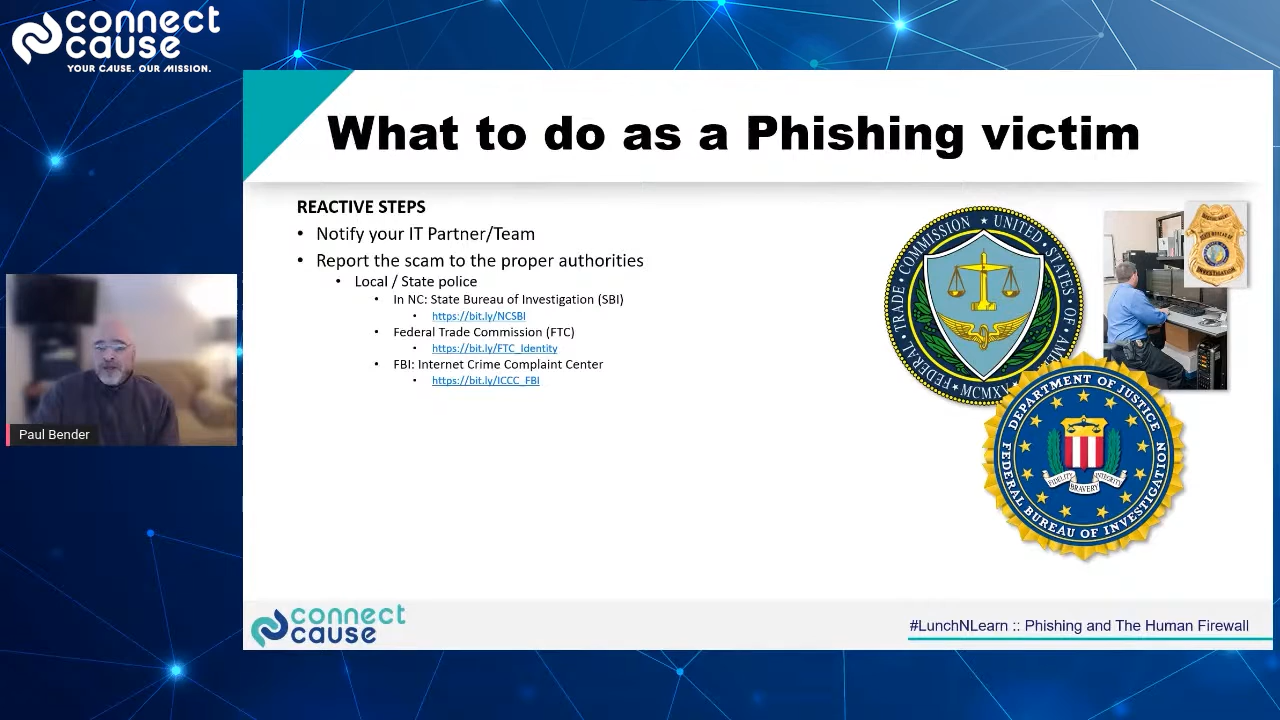 connect
cause
YOUR CAUSE. OUR MISSION.
What to do as a Phishing victim
REACTIVE STEPS
• Notify your IT Partner/Team
• Report the scam to the proper authorities
• Local / State police
• In NC: State Bureau of Investigation (SBI)
• https://bit.ly/NCSBI
• Federal Trade Commission (FTC)
• https://bit.ly/FTC_Identity
• FBI: Internet Crime Complaint Center
• https://bit.ly/ICCC_FBI
FEDERAL TRADE COMMISSION ★ UNITED STATES OF AME
MCMXV
INVESTIGATION
DEPARTMENT OF JUSTICE
FEDERAL BUREAU OF INVESTIGATION
FIDELITY BRAVERY INTEGRITY
Paul Bender
connect
cause
#LunchNLearn :: Phishing and The Human Firewall